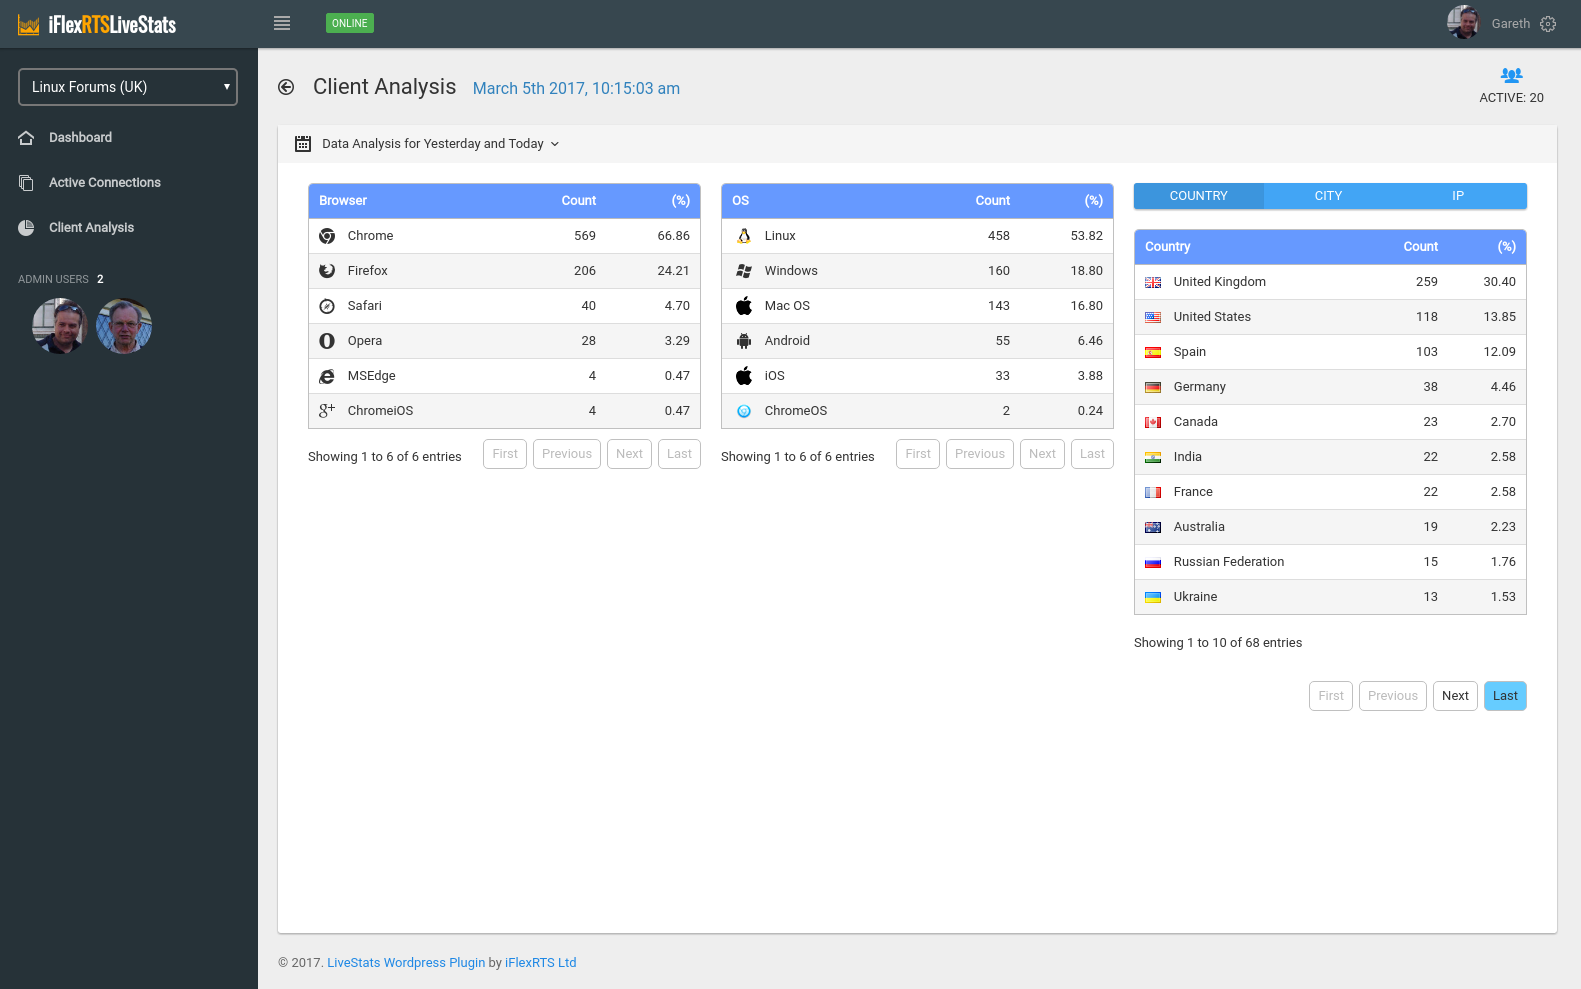 iFlexRTSLiveStats
ONLINE
Gareth
Linux Forums (UK)
Dashboard
Active Connections
Client Analysis
ADMIN USERS 2
Client Analysis March 5th 2017, 10:15:03 am
ACTIVE: 20
Data Analysis for Yesterday and Today
Browser Count (%)
Chrome 569 66.86
Firefox 206 24.21
Safari 40 4.70
Opera 28 3.29
MSEdge 4 0.47
ChromeiOS 4 0.47
Showing 1 to 6 of 6 entries First Previous Next Last
OS Count (%)
Linux 458 53.82
Windows 160 18.80
Mac OS 143 16.80
Android 55 6.46
iOS 33 3.88
ChromeOS 2 0.24
Showing 1 to 6 of 6 entries First Previous Next Last
COUNTRY CITY IP
Country Count (%)
United Kingdom 259 30.40
United States 118 13.85
Spain 103 12.09
Germany 38 4.46
Canada 23 2.70
India 22 2.58
France 22 2.58
Australia 19 2.23
Russian Federation 15 1.76
Ukraine 13 1.53
Showing 1 to 10 of 68 entries
First Previous Next Last
© 2017. LiveStats Wordpress Plugin by iFlexRTS Ltd